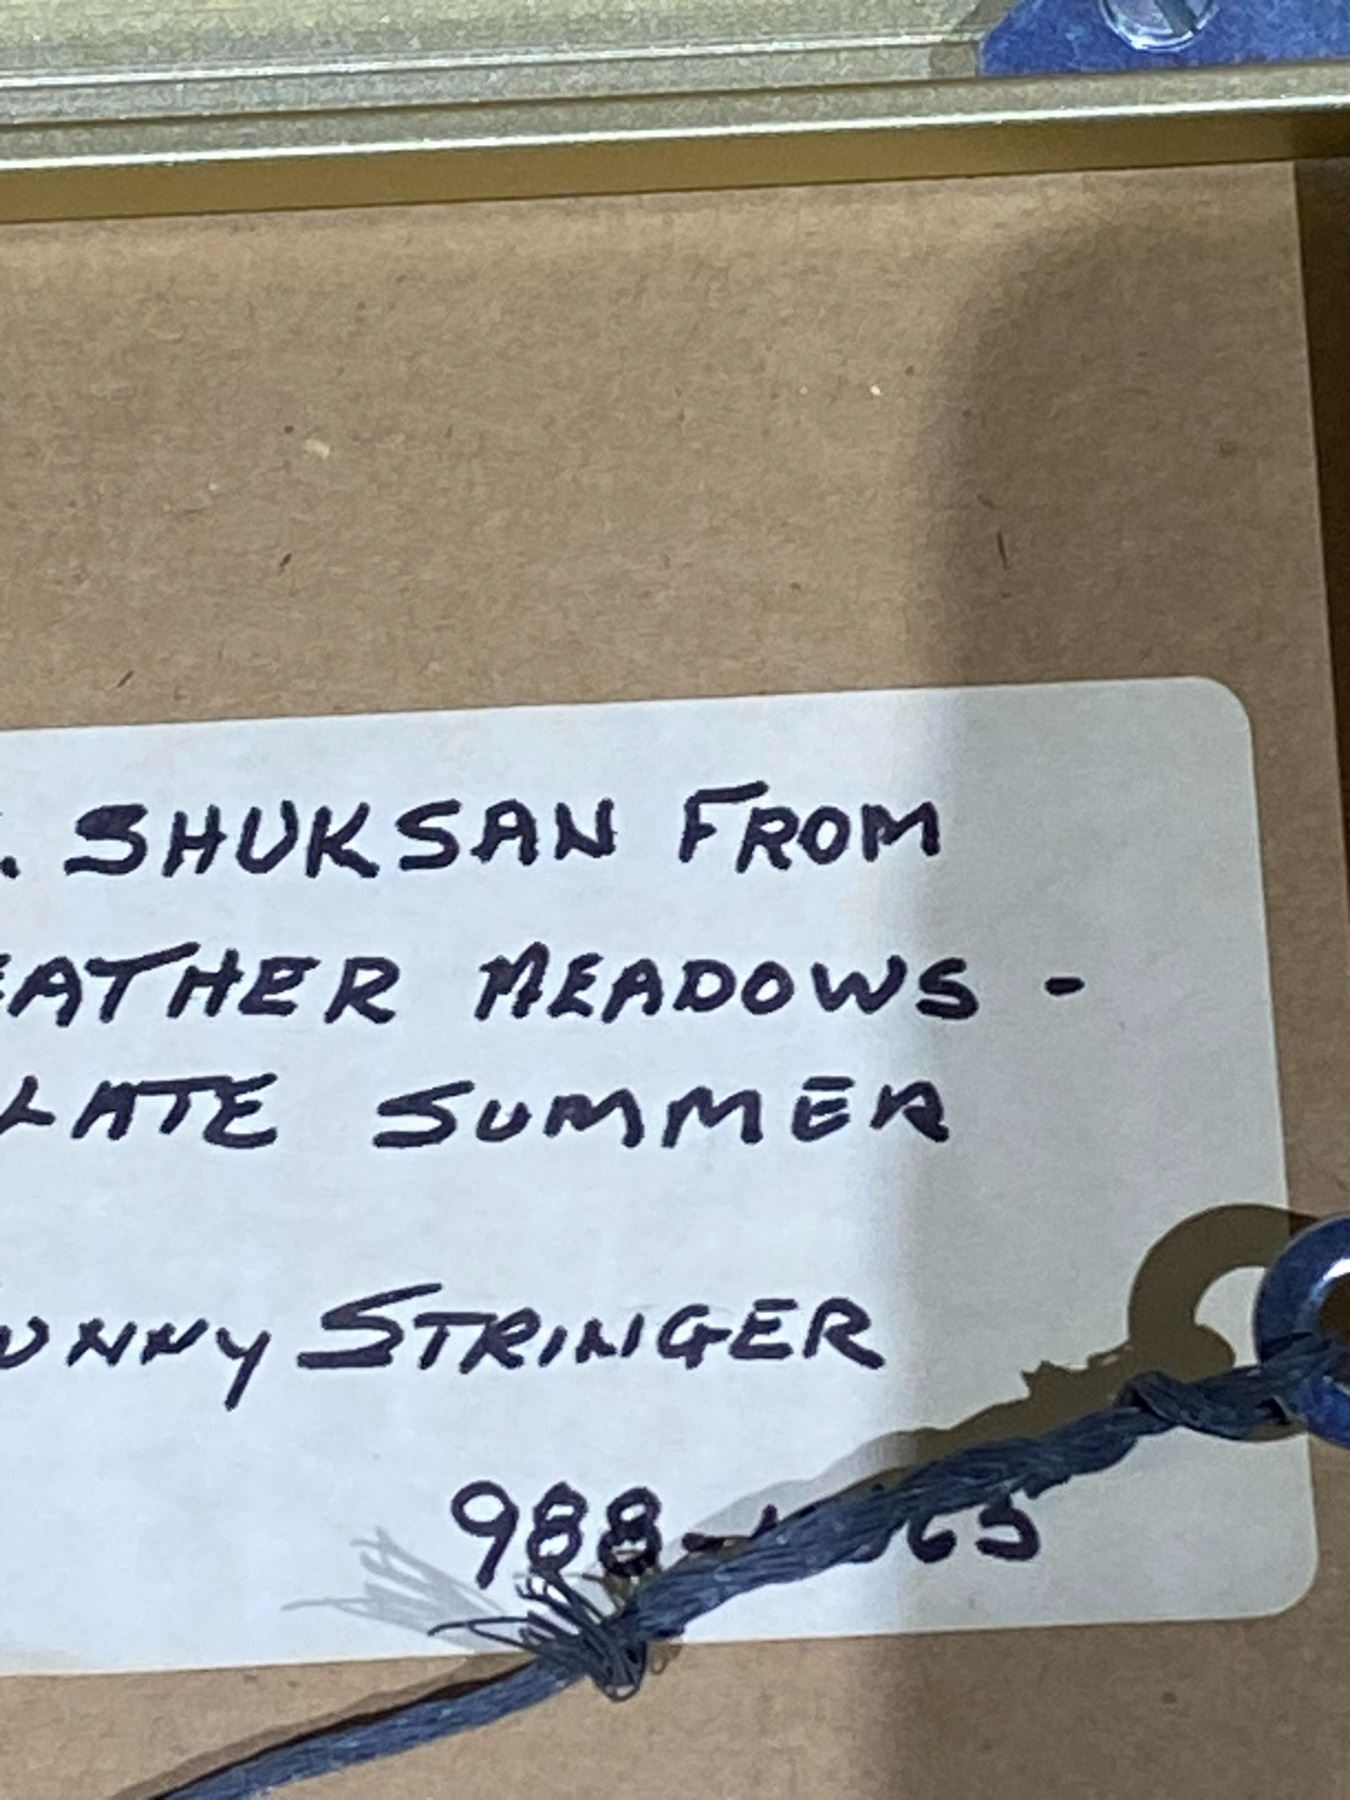 . SHUKSAN FROM
EATHER MEADOWS -
LATE SUMMER
UNNY STRINGER